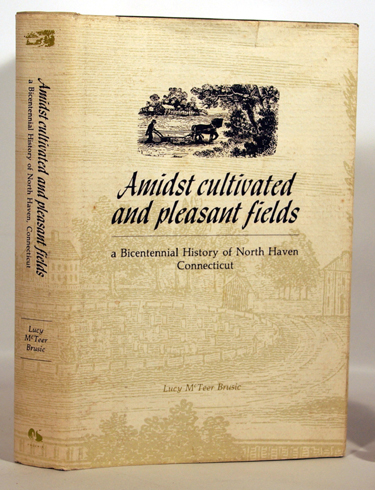 Amidst cultivated and pleasant fields
a Bicentennial History of North Haven, Connecticut
Lucy
McTeer
Brusic
Amidst cultivated
and pleasant fields
a Bicentennial History of North Haven
Connecticut
Lucy McTeer Brusic